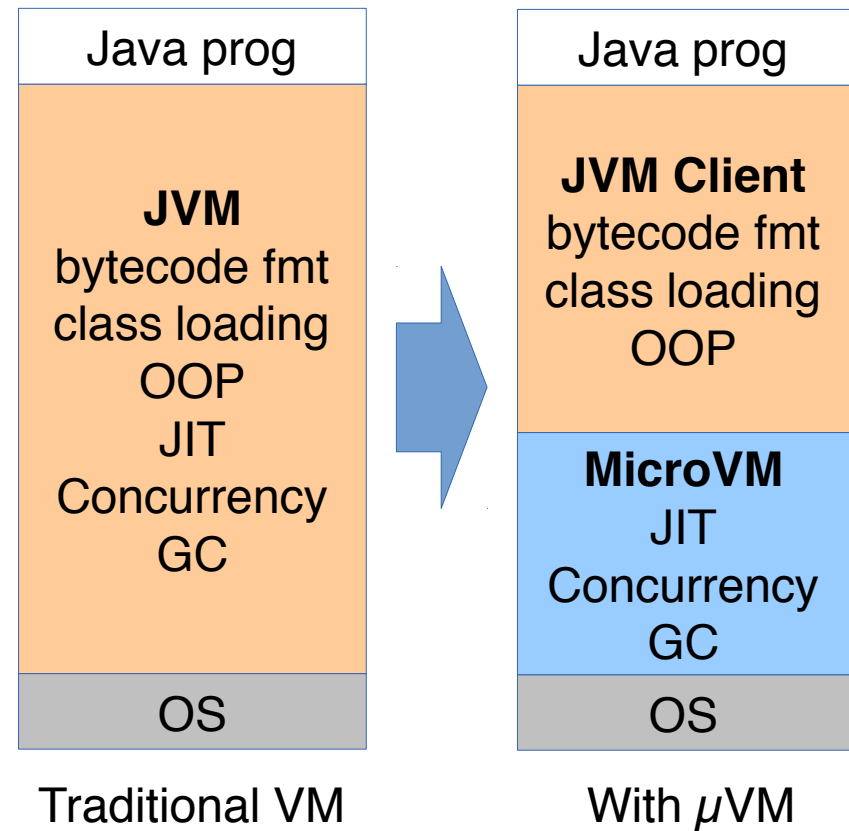 Java prog
JVM
bytecode fmt
class loading
OOP
JIT
Concurrency
GC
OS
Traditional VM
Java prog
JVM Client
bytecode fmt
class loading
OOP
MicroVM
JIT
Concurrency
GC
OS
With µVM